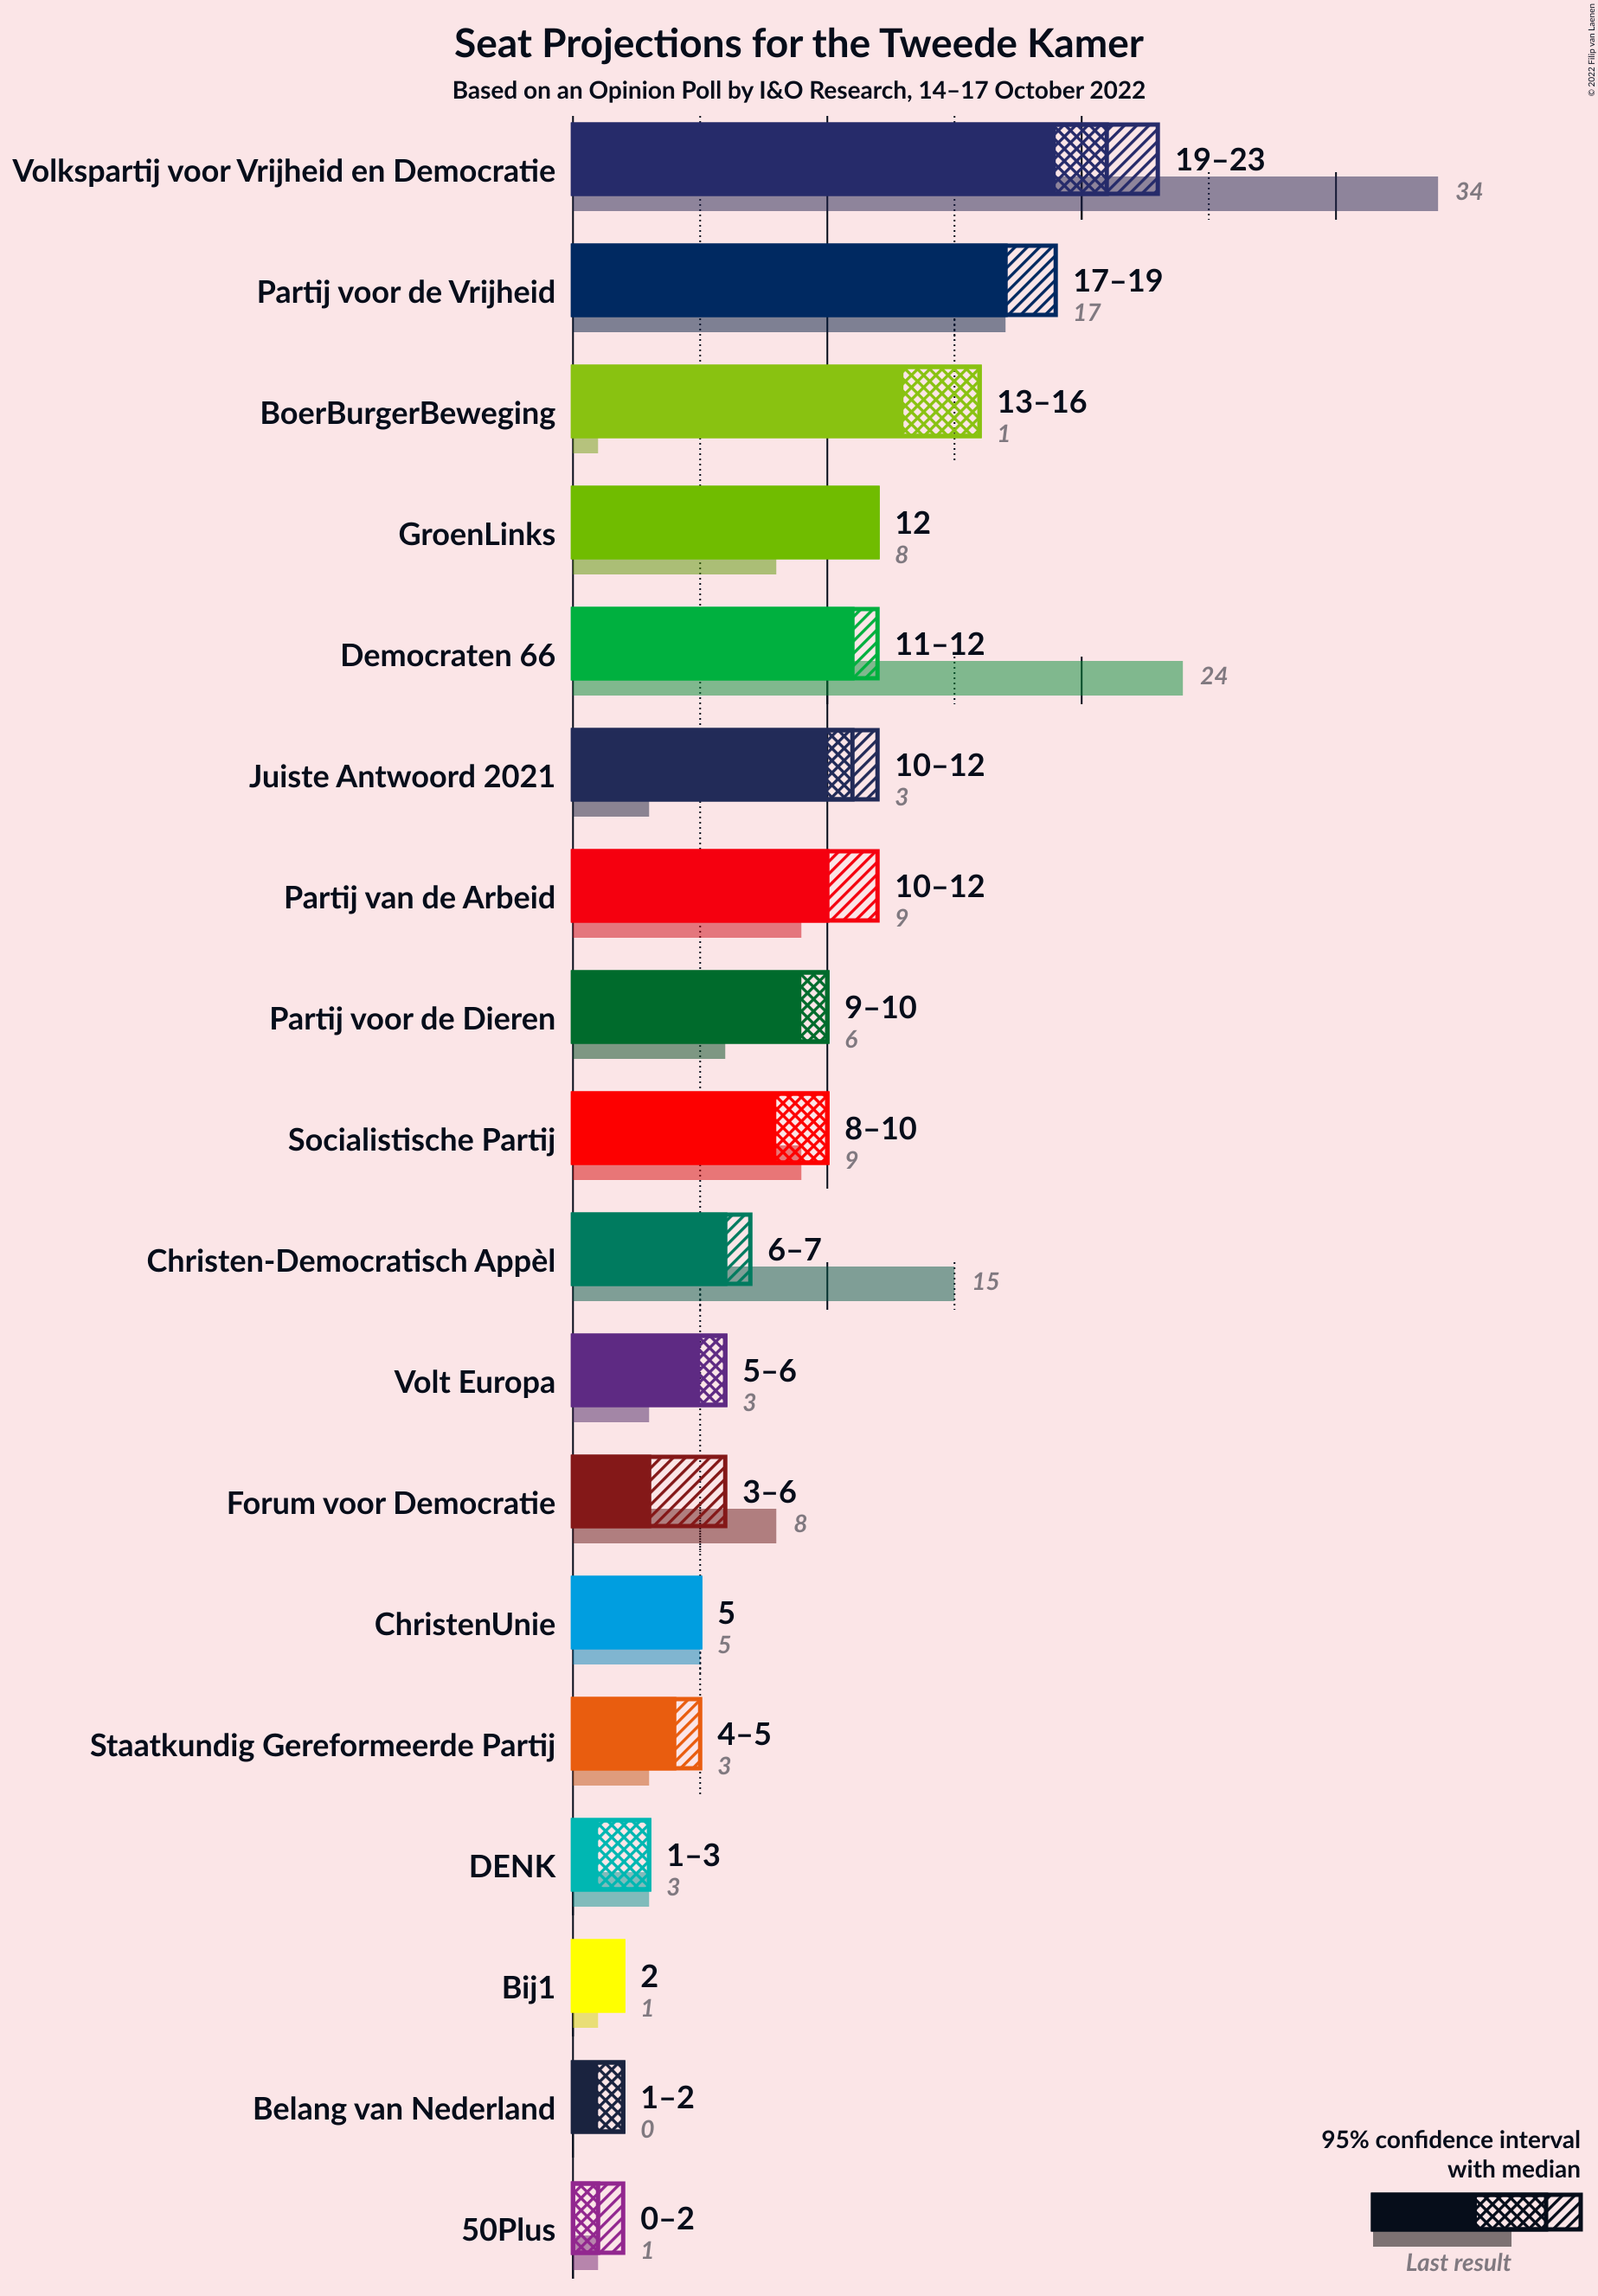 Seat Projections for the Tweede Kamer
Based on an Opinion Poll by I&O Research, 14–17 October 2022
© 2022 Filip van Laenen
Volkspartij voor Vrijheid en Democratie
19–23
34
Partij voor de Vrijheid
17–19
17
BoerBurgerBeweging
13–16
1
GroenLinks
12
8
Democraten 66
11–12
24
Juiste Antwoord 2021
10–12
3
Partij van de Arbeid
10–12
9
Partij voor de Dieren
9–10
6
Socialistische Partij
8–10
9
Christen-Democratisch Appèl
6–7
15
Volt Europa
5–6
3
Forum voor Democratie
3–6
8
ChristenUnie
5
5
Staatkundig Gereformeerde Partij
4–5
3
DENK
1–3
3
Bij1
2
1
Belang van Nederland
1–2
0
50Plus
0–2
1
95% confidence interval
with median
Last result